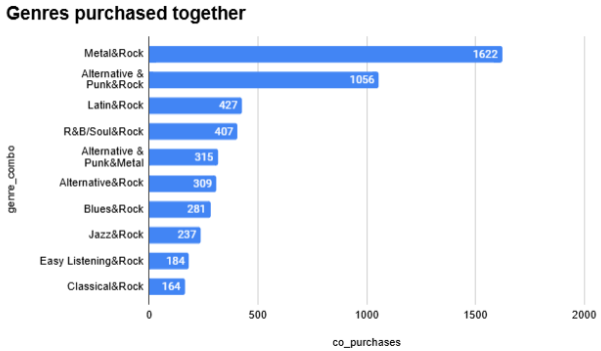 Genres purchased together
genre_combo
Metal&Rock
1622
Alternative &
Punk&Rock
1056
Latin&Rock
427
R&B/Soul&Rock
407
Alternative &
Punk&Metal
315
Alternative&Rock
309
Blues&Rock
281
Jazz&Rock
237
Easy Listening&Rock
184
Classical&Rock
164
0 500 1000 1500 2000
co_purchases